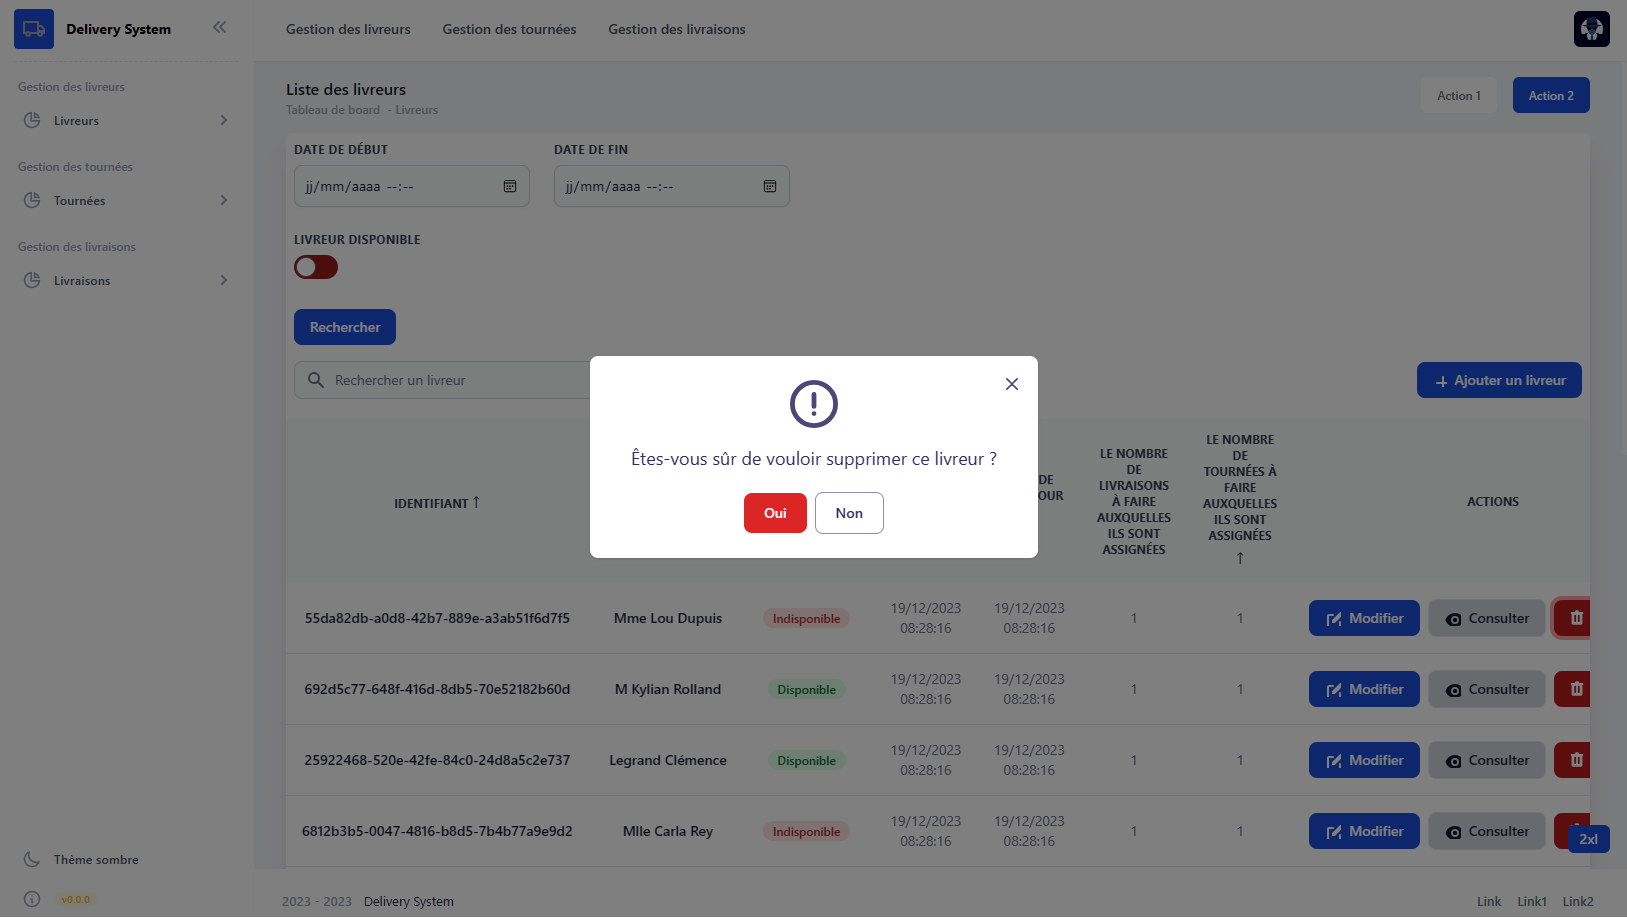 Delivery System
Gestion des livreurs
Gestion des tournées
Gestion des livraisons
Gestion des livreurs
Livreurs
Gestion des tournées
Tournées
Gestion des livraisons
Livraisons
Thème sombre
v0.0.0
Liste des livreurs
Tableau de board - Livreurs
Action 1
Action 2
DATE DE DÉBUT
DATE DE FIN
jj/mm/aaaa --:--
jj/mm/aaaa --:--
LIVREUR DISPONIBLE
Rechercher
Rechercher un livreur
Ajouter un livreur
Êtes-vous sûr de vouloir supprimer ce livreur ?
Oui
Non
IDENTIFIANT ↑
DE
OUR
LE NOMBRE
DE
LIVRAISONS
À FAIRE
AUXQUELLES
ILS SONT
ASSIGNÉES
LE NOMBRE
DE
TOURNÉES À
FAIRE
AUXQUELLES
ILS SONT
ASSIGNÉES
↑
ACTIONS
55da82db-a0d8-42b7-889e-a3ab51f6d7f5
Mme Lou Dupuis
Indisponible
19/12/2023
08:28:16
19/12/2023
08:28:16
1
1
Modifier
Consulter
692d5c77-648f-416d-8db5-70e52182b60d
M Kylian Rolland
Disponible
19/12/2023
08:28:16
19/12/2023
08:28:16
1
1
Modifier
Consulter
25922468-520e-42fe-84c0-24d8a5c2e737
Legrand Clémence
Disponible
19/12/2023
08:28:16
19/12/2023
08:28:16
1
1
Modifier
Consulter
6812b3b5-0047-4816-b8d5-7b4b77a9e9d2
Mlle Carla Rey
Indisponible
19/12/2023
08:28:16
19/12/2023
08:28:16
1
1
Modifier
Consulter
2xl
2023 - 2023 Delivery System
Link
Link1
Link2